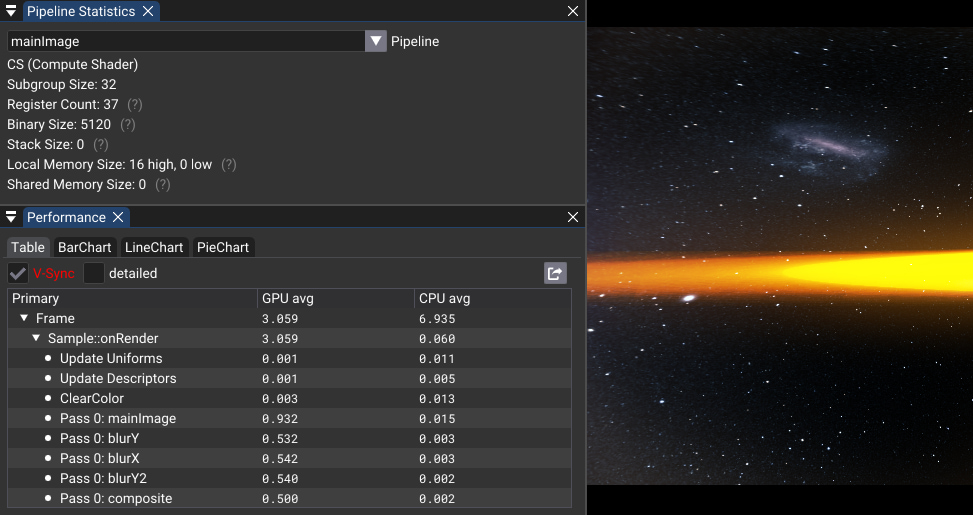 Pipeline Statistics
mainImage Pipeline
CS (Compute Shader)
Subgroup Size: 32
Register Count: 37 (?)
Binary Size: 5120 (?)
Stack Size: 0 (?)
Local Memory Size: 16 high, 0 low (?)
Shared Memory Size: 0 (?)
Performance
Table BarChart LineChart PieChart
V-Sync detailed
Primary GPU avg CPU avg
Frame 3.059 6.935
Sample::onRender 3.059 0.060
Update Uniforms 0.001 0.011
Update Descriptors 0.001 0.005
ClearColor 0.003 0.013
Pass 0: mainImage 0.932 0.015
Pass 0: blurY 0.532 0.003
Pass 0: blurX 0.542 0.003
Pass 0: blurY2 0.540 0.002
Pass 0: composite 0.500 0.002